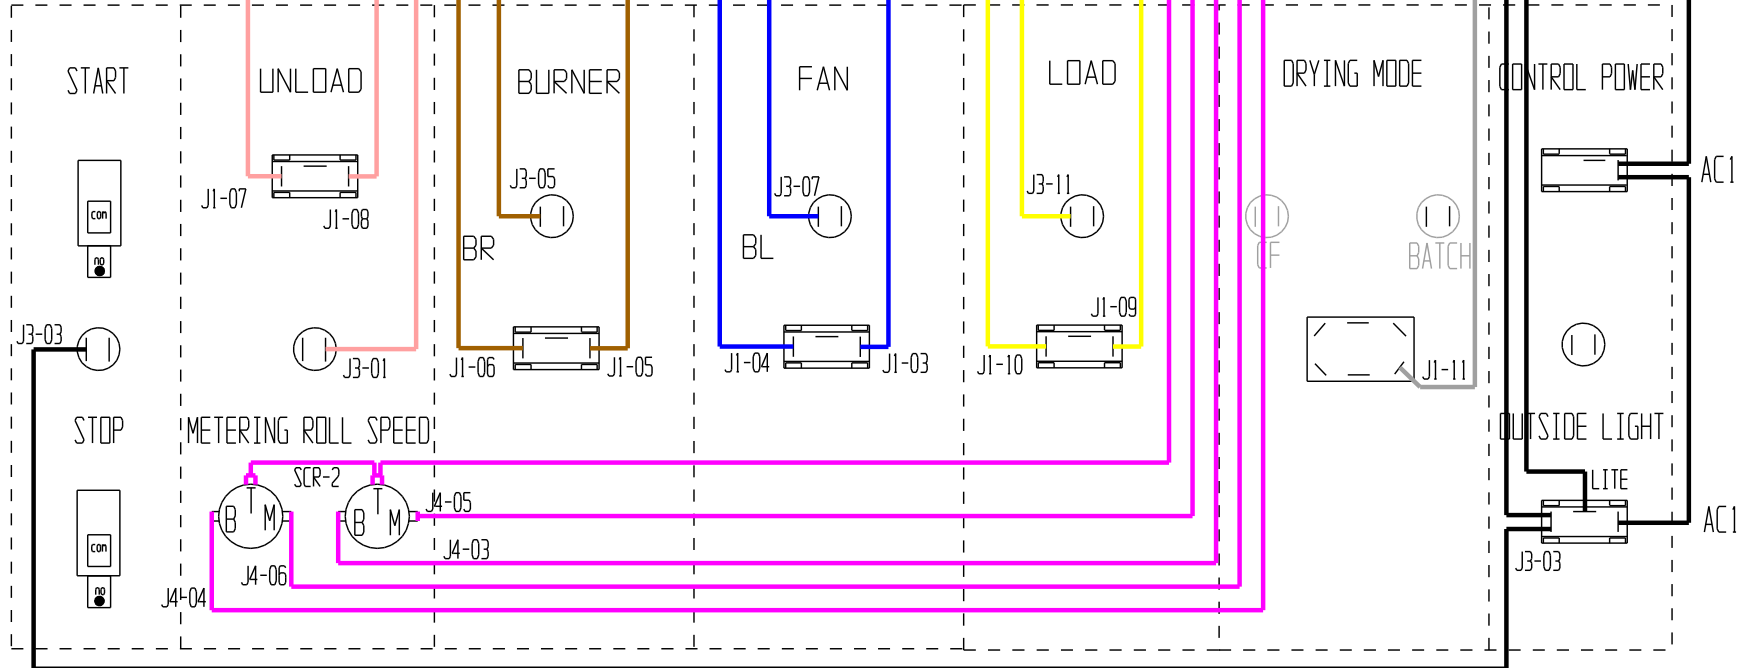 START
UNLOAD
BURNER
FAN
LOAD
DRYING MODE
CONTROL POWER
AC1
J1-07
J1-08
J3-05
J3-07
J3-11
COM
NO
BR
BL
CF
BATCH
J3-03
J3-01
J1-06
J1-05
J1-04
J1-03
J1-10
J1-09
J1-11
STOP
METERING ROLL SPEED
OUTSIDE LIGHT
SCR-2
LITE
J4-05
T
B M
T
B M
AC1
COM
NO
J4-03
J4-06
J4-04
J3-03